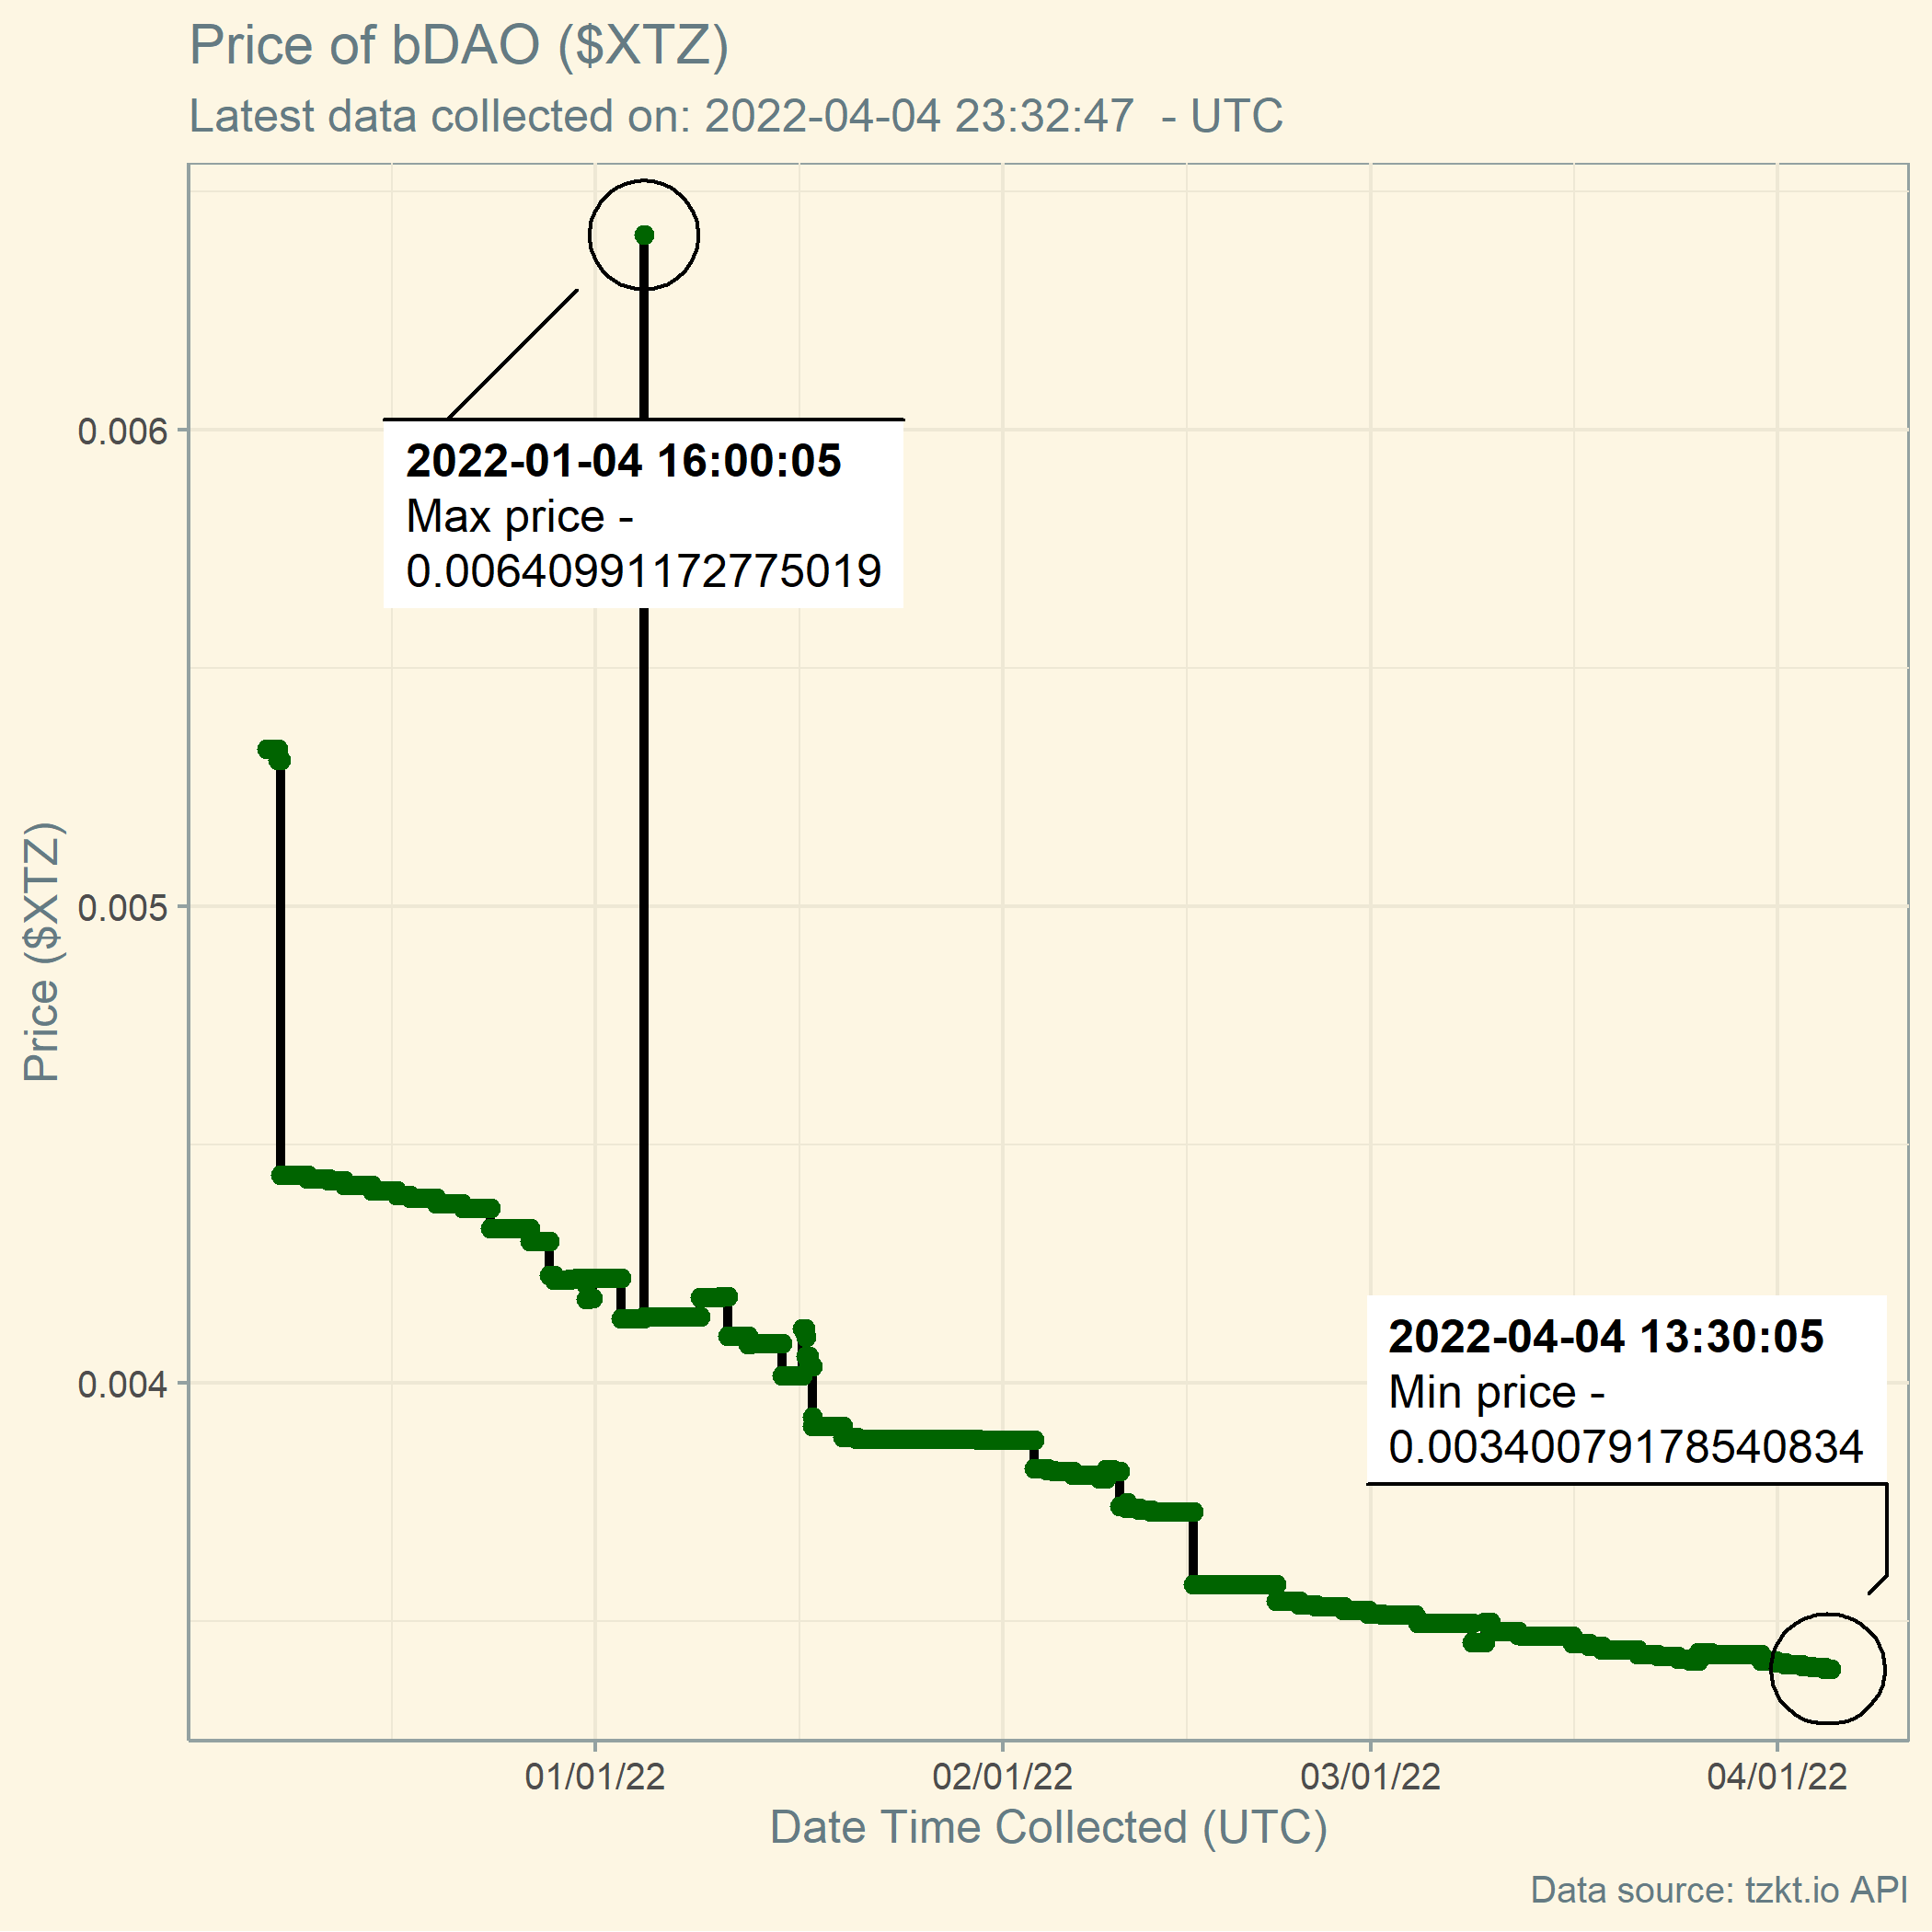 Price of bDAO ($XTZ)
Latest data collected on: 2022-04-04 23:32:47  - UTC
2022-01-04 16:00:05
Max price -
0.00640991172775019
2022-04-04 13:30:05
Min price -
0.00340079178540834
Price ($XTZ)
0.006
0.005
0.004
01/01/22
02/01/22
03/01/22
04/01/22
Date Time Collected (UTC)
Data source: tzkt.io API